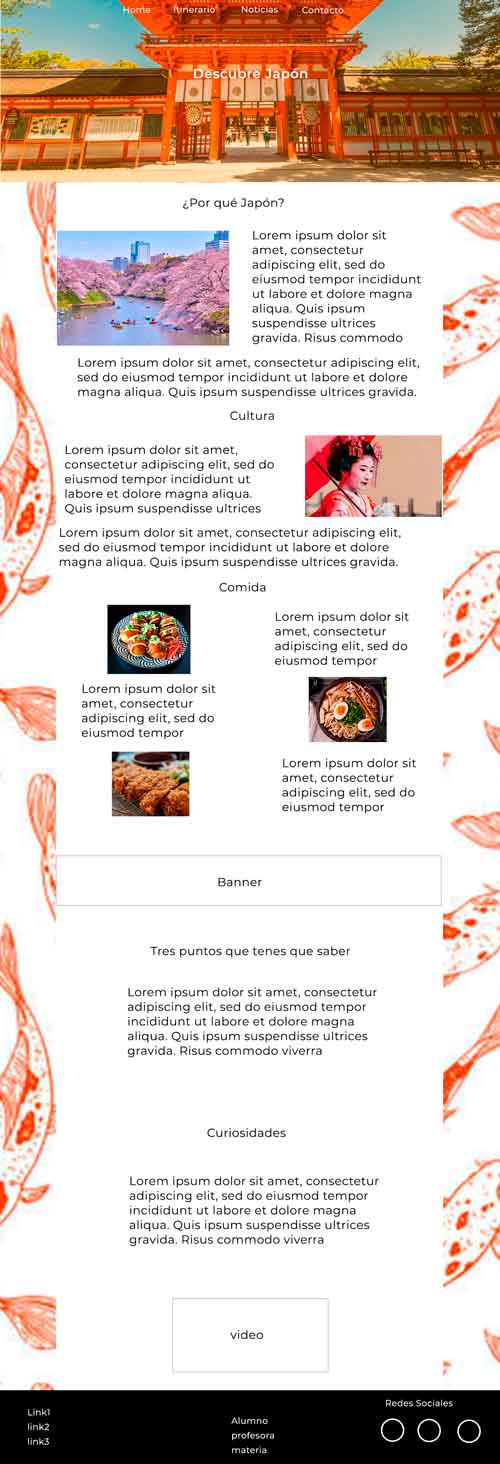 Home Itinerario Noticias Contacto
Descubre Japón
¿Por qué Japón?
Lorem ipsum dolor sit
amet, consectetur
adipiscing elit, sed do
eiusmod tempor incididunt
ut labore et dolore magna
aliqua. Quis ipsum
suspendisse ultrices
gravida. Risus commodo
Lorem ipsum dolor sit amet, consectetur adipiscing elit,
sed do eiusmod tempor incididunt ut labore et dolore
magna aliqua. Quis ipsum suspendisse ultrices gravida.
Cultura
Lorem ipsum dolor sit amet,
consectetur adipiscing elit, sed do
eiusmod tempor incididunt ut
labore et dolore magna aliqua.
Quis ipsum suspendisse ultrices
Lorem ipsum dolor sit amet, consectetur adipiscing elit,
sed do eiusmod tempor incididunt ut labore et dolore
magna aliqua. Quis ipsum suspendisse ultrices gravida.
Comida
Lorem ipsum dolor sit
amet, consectetur
adipiscing elit, sed do
eiusmod tempor
Lorem ipsum dolor sit
amet, consectetur
adipiscing elit, sed do
eiusmod tempor
Lorem ipsum dolor sit
amet, consectetur
adipiscing elit, sed do
eiusmod tempor
Banner
Tres puntos que tenes que saber
Lorem ipsum dolor sit amet, consectetur
adipiscing elit, sed do eiusmod tempor
incididunt ut labore et dolore magna
aliqua. Quis ipsum suspendisse ultrices
gravida. Risus commodo viverra
Curiosidades
Lorem ipsum dolor sit amet, consectetur
adipiscing elit, sed do eiusmod tempor
incididunt ut labore et dolore magna
aliqua. Quis ipsum suspendisse ultrices
gravida. Risus commodo viverra
video
Link1
link2
link3
Alumno
profesora
materia
Redes Sociales